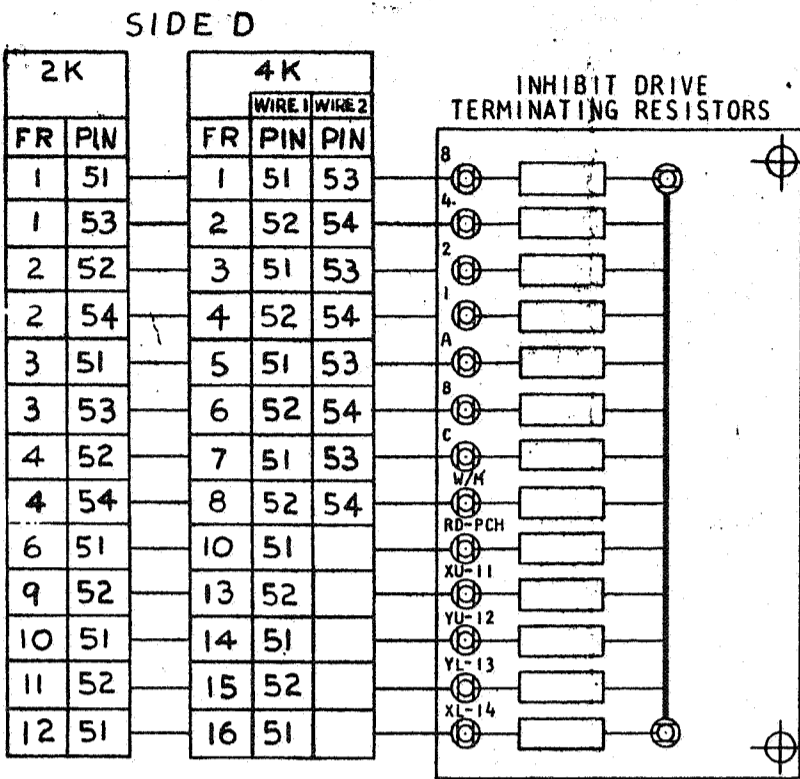 SIDE D
2K 4K
INHIBIT DRIVE
TERMINATING RESISTORS
WIRE 1 WIRE 2
FR PIN FR PIN PIN
1 51 1 51 53 8
1 53 2 52 54 4
2 52 3 51 53 2
2 54 4 52 54 1
3 51 5 51 53 A
3 53 6 52 54 B
4 52 7 51 53 C
4 54 8 52 54 W/M
6 51 10 51 RD-PCH
9 52 13 52 XU-11
10 51 14 51 YU-12
11 52 15 52 YL-13
12 51 16 51 XL-14